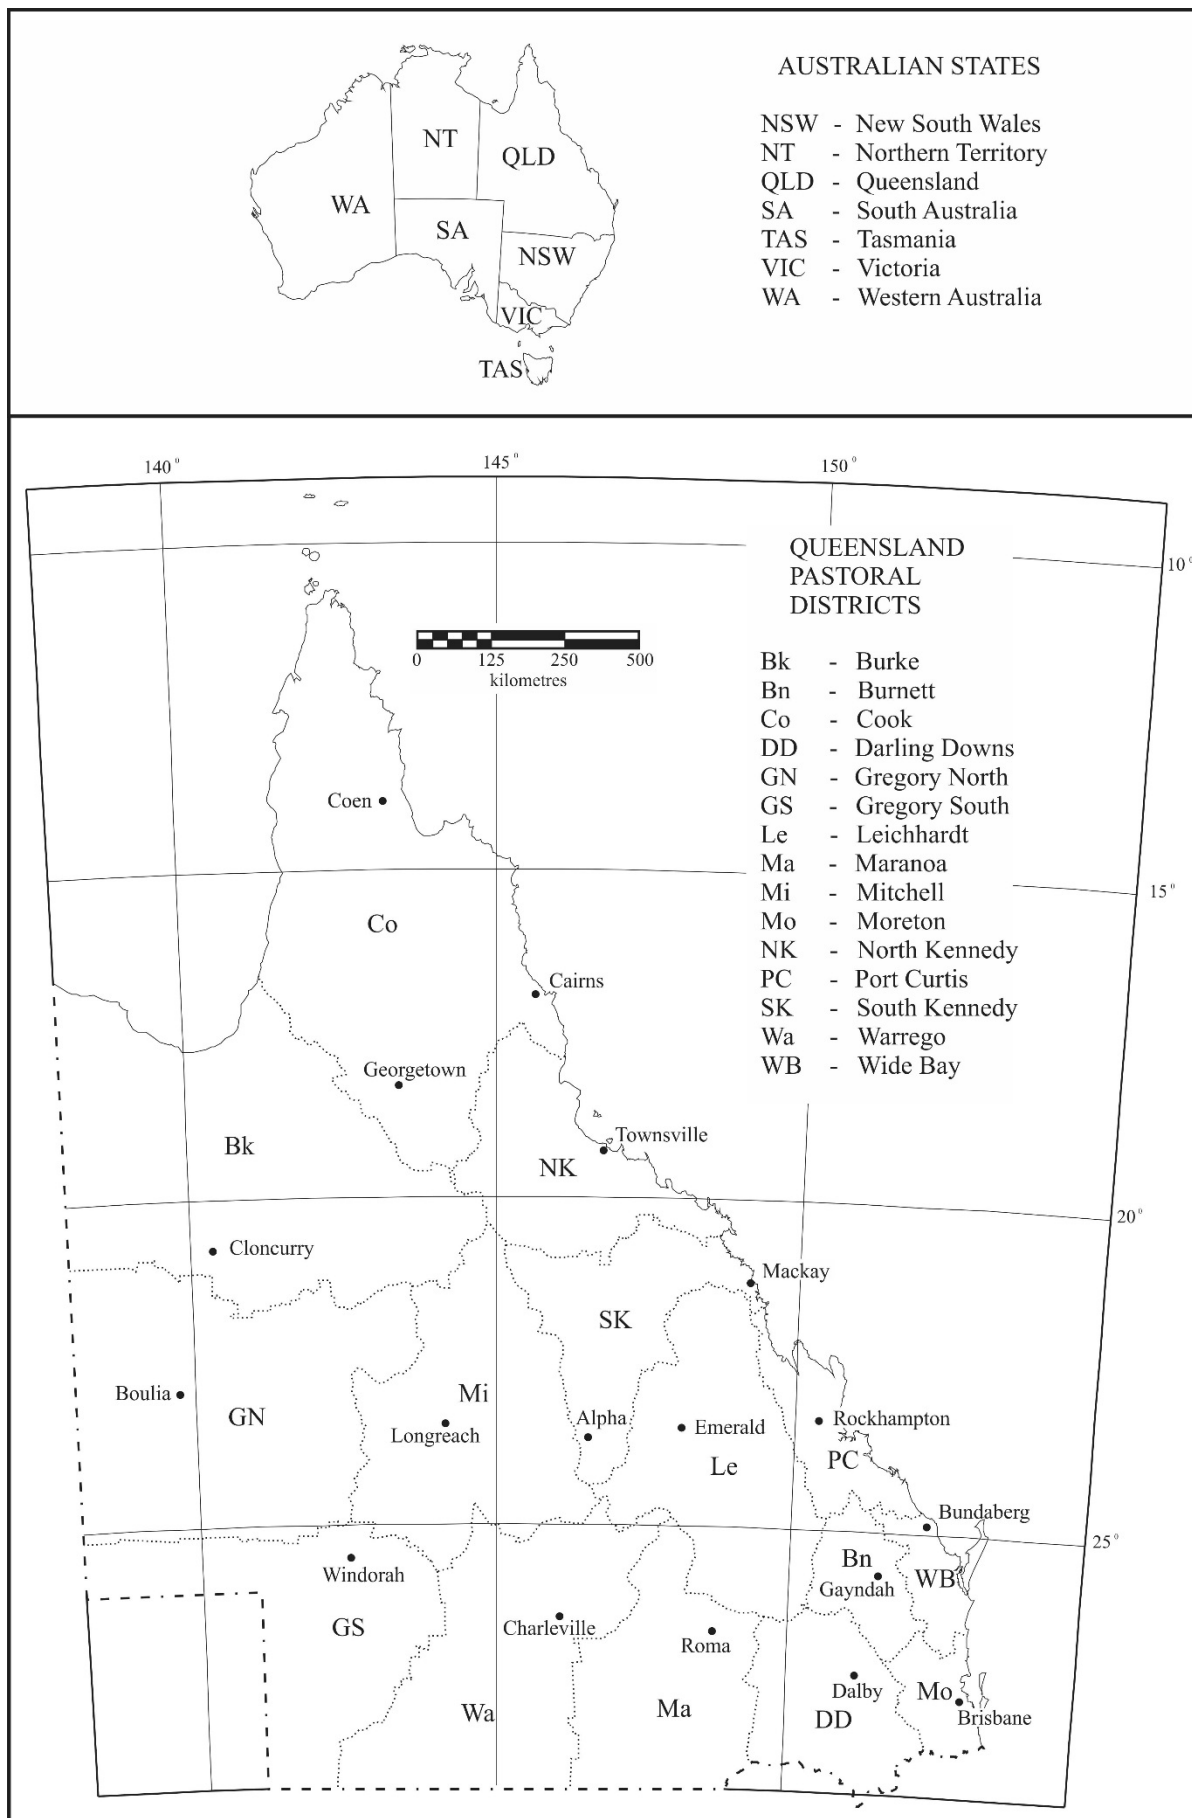 AUSTRALIAN STATES
NSW - New South Wales
NT - Northern Territory
QLD - Queensland
SA - South Australia
TAS - Tasmania
VIC - Victoria
WA - Western Australia
NT
QLD
WA
SA
NSW
VIC
TAS
140° 145° 150°
QUEENSLAND
PASTORAL
DISTRICTS
10°
0 125 250 500
kilometres
Bk - Burke
Bn - Burnett
Co - Cook
DD - Darling Downs
GN - Gregory North
GS - Gregory South
Le - Leichhardt
Ma - Maranoa
Mi - Mitchell
Mo - Moreton
NK - North Kennedy
PC - Port Curtis
SK - South Kennedy
Wa - Warrego
WB - Wide Bay
Coen
15°
Co
Cairns
Georgetown
Townsville
Bk
NK
20°
Cloncurry
Mackay
SK
Boulia
GN
Mi
Longreach
Alpha
Emerald
Rockhampton
Le
PC
Bundaberg
25°
Windorah
Bn
Gayndah
WB
GS
Charleville
Roma
Dalby
Mo
Brisbane
Wa
Ma
DD